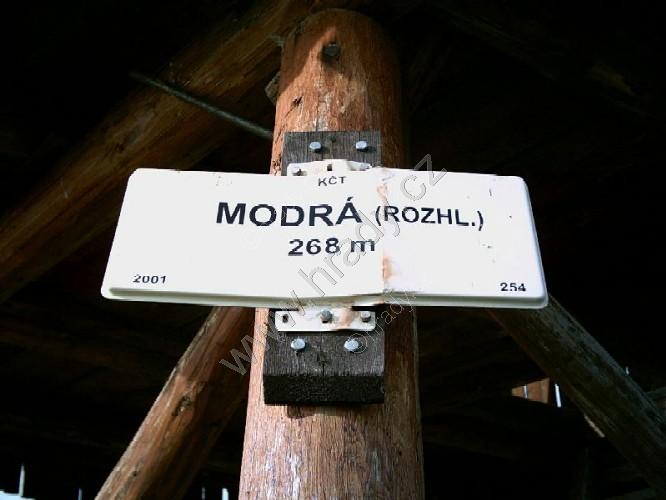 KČT
MODRÁ (ROZHL.)
268 m
2001
254
www.hrady.cz